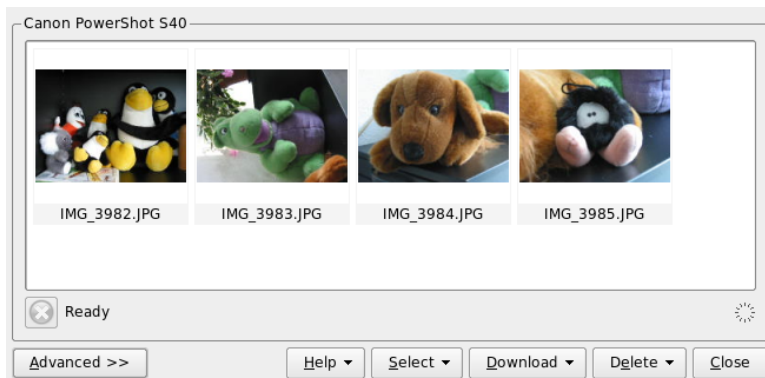 Canon PowerShot S40
IMG_3982.JPG IMG_3983.JPG IMG_3984.JPG IMG_3985.JPG
Ready
Advanced >> Help Select Download Delete Close